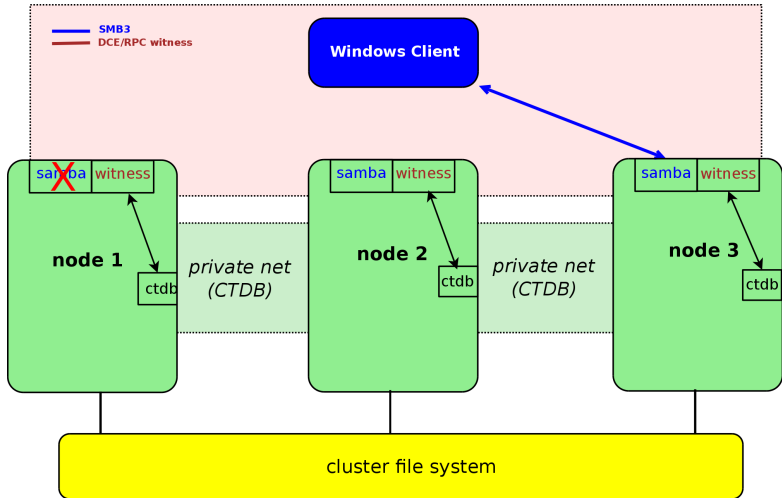 SMB3
DCE/RPC witness
Windows Client
samba witness
samba witness
samba witness
node 1
node 2
node 3
private net
(CTDB)
private net
(CTDB)
ctdb
ctdb
ctdb
cluster file system